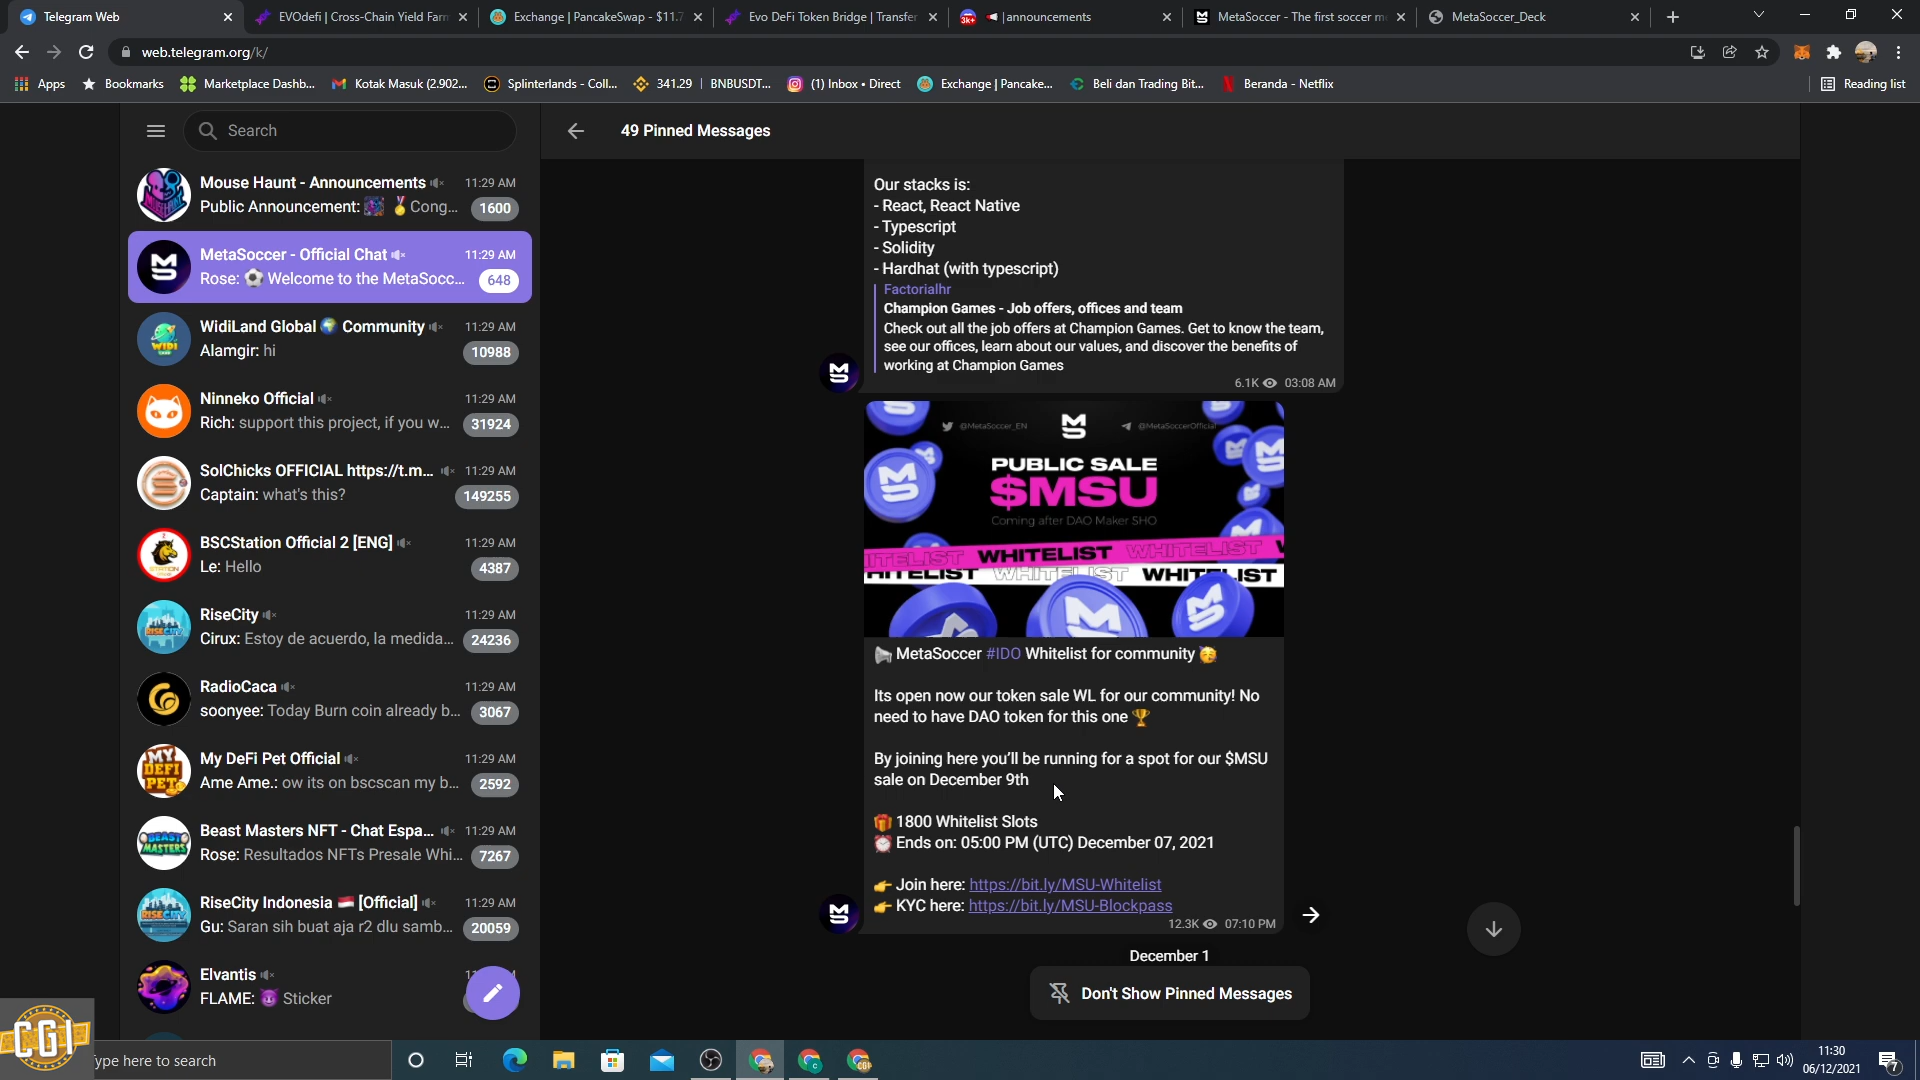 Telegram Web
EVOdefi | Cross-Chain Yield Farm
Exchange | PancakeSwap - $11.7
Evo DeFi Token Bridge | Transfer
| announcements
MetaSoccer - The first soccer m
MetaSoccer_Deck
web.telegram.org/k/
Apps
Bookmarks
Marketplace Dashb...
Kotak Masuk (2.902...
Splinterlands - Coll...
341.29 | BNBUSDT...
(1) Inbox • Direct
Exchange | Pancake...
Beli dan Trading Bit...
Beranda - Netflix
Reading list
Search
Mouse Haunt - Announcements 11:29 AM
Public Announcement: 🏅Cong... 1600
MetaSoccer - Official Chat 11:29 AM
Rose: ⚽ Welcome to the MetaSocc... 648
WidiLand Global 🌍 Community 11:29 AM
Alamgir: hi 10988
Ninneko Official 11:29 AM
Rich: support this project, if you w... 31924
SolChicks OFFICIAL https://t.m... 11:29 AM
Captain: what's this? 149255
BSCStation Official 2 [ENG] 11:29 AM
Le: Hello 4387
RiseCity 11:29 AM
Cirux: Estoy de acuerdo, la medida... 24236
RadioCaca 11:29 AM
soonyee: Today Burn coin already b... 3067
My DeFi Pet Official 11:29 AM
Ame Ame.: ow its on bscscan my b... 2592
Beast Masters NFT - Chat Espa... 11:29 AM
Rose: Resultados NFTs Presale Whi... 7267
RiseCity Indonesia 🇮🇩 [Official] 11:29 AM
Gu: Saran sih buat aja r2 dlu samb... 20059
Elvantis
FLAME: 😈 Sticker
49 Pinned Messages
Our stacks is:
- React, React Native
- Typescript
- Solidity
- Hardhat (with typescript)
Factorialhr
Champion Games - Job offers, offices and team
Check out all the job offers at Champion Games. Get to know the team,
see our offices, learn about our values, and discover the benefits of
working at Champion Games
6.1K 03:08 AM
@MetaSoccer_EN
@MetaSoccerOfficial
PUBLIC SALE
$MSU
Coming after DAO Maker SHO
WHITELIST WHITELIST
WHITELIST WHITELIST WHITELIST
📢 MetaSoccer #IDO Whitelist for community 🥳
Its open now our token sale WL for our community! No
need to have DAO token for this one 🏆
By joining here you'll be running for a spot for our $MSU
sale on December 9th
🎁 1800 Whitelist Slots
⏰ Ends on: 05:00 PM (UTC) December 07, 2021
👉 Join here: https://bit.ly/MSU-Whitelist
👉 KYC here: https://bit.ly/MSU-Blockpass
12.3K 07:10 PM
December 1
Don't Show Pinned Messages
CGI
ype here to search
11:30
06/12/2021
7